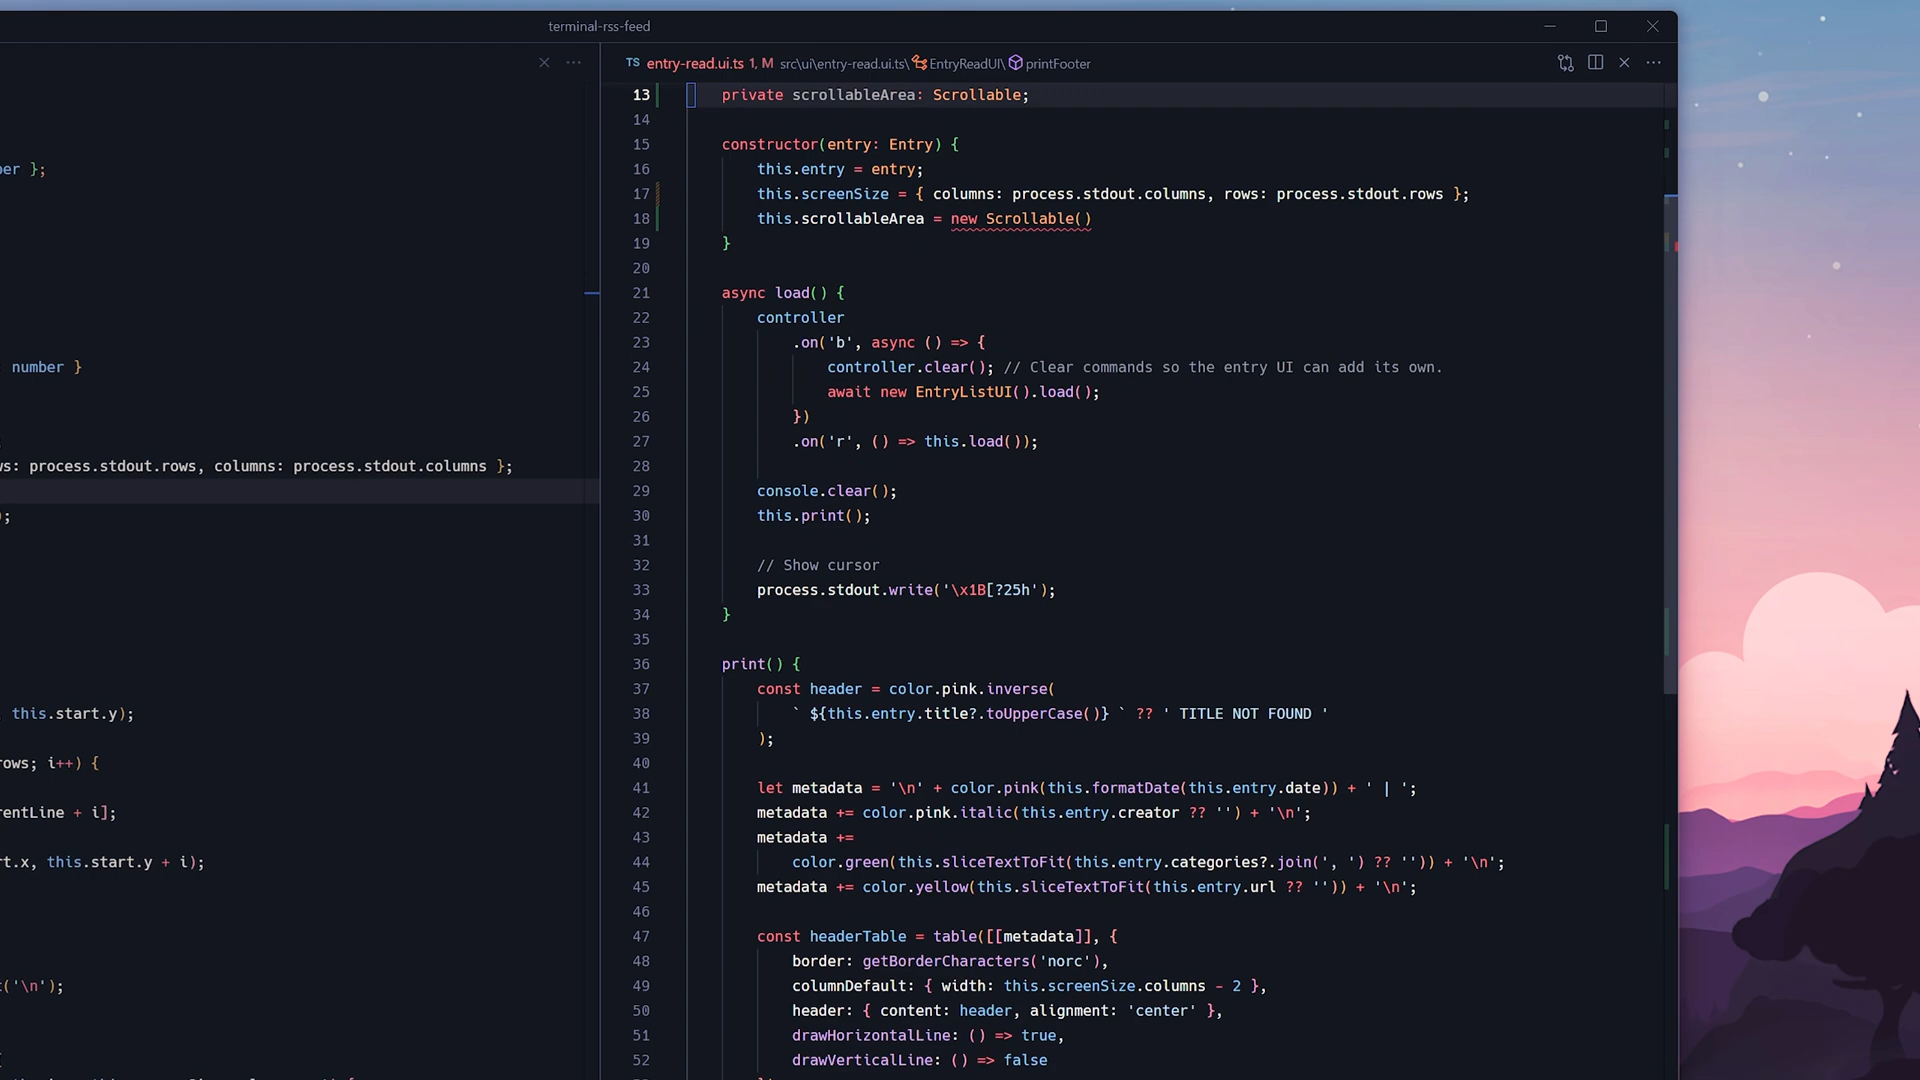 terminal-rss-feed
TS entry-read.ui.ts 1, M src\ui\entry-read.ui.ts\ EntryReadUI\ printFooter
};
number }
: process.stdout.rows, columns: process.stdout.columns };
);
this.start.y);
; i++) {
+ i];
, this.start.y + i);
('\n');
{
13 private scrollableArea: Scrollable;
14
15 constructor(entry: Entry) {
16 this.entry = entry;
17 this.screenSize = { columns: process.stdout.columns, rows: process.stdout.rows };
18 this.scrollableArea = new Scrollable()
19 }
20
21 async load() {
22 controller
23 .on('b', async () => {
24 controller.clear(); // Clear commands so the entry UI can add its own.
25 await new EntryListUI().load();
26 })
27 .on('r', () => this.load());
28
29 console.clear();
30 this.print();
31
32 // Show cursor
33 process.stdout.write('\x1B[?25h');
34 }
35
36 print() {
37 const header = color.pink.inverse(
38 ` ${this.entry.title?.toUpperCase()} ` ?? ' TITLE NOT FOUND '
39 );
40
41 let metadata = '\n' + color.pink(this.formatDate(this.entry.date)) + ' | ';
42 metadata += color.pink.italic(this.entry.creator ?? '') + '\n';
43 metadata +=
44 color.green(this.sliceTextToFit(this.entry.categories?.join(', ') ?? '')) + '\n';
45 metadata += color.yellow(this.sliceTextToFit(this.entry.url ?? '')) + '\n';
46
47 const headerTable = table([[metadata]], {
48 border: getBorderCharacters('norc'),
49 columnDefault: { width: this.screenSize.columns - 2 },
50 header: { content: header, alignment: 'center' },
51 drawHorizontalLine: () => true,
52 drawVerticalLine: () => false